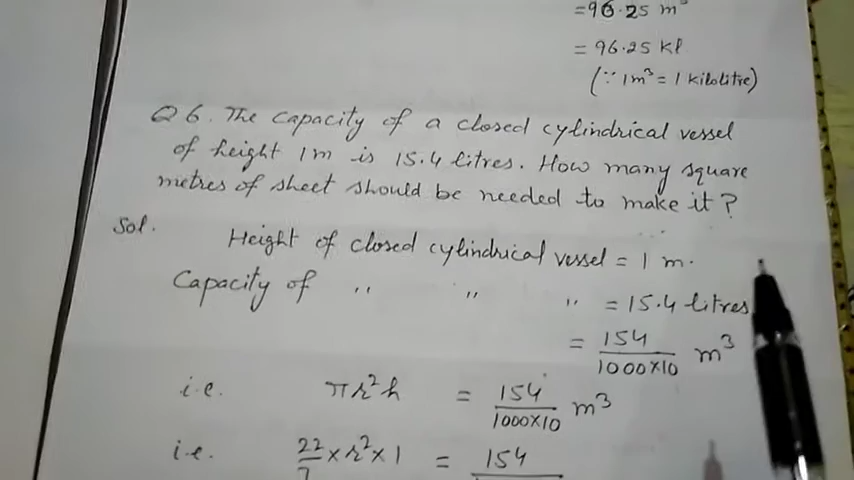 =96.25 m³
= 96.25 kl
(∵ 1m³ = 1 kilolitre)
Q 6. The capacity of a closed cylindrical vessel
of height 1m is 15.4 litres. How many square
metres of sheet should be needed to make it?
Sol. Height of closed cylindrical vessel = 1 m.
Capacity of " " " = 15.4 litres
= 154/1000×10 m³
i.e. πr²h = 154/1000×10 m³
i.e. 22/7 × r² × 1 = 154